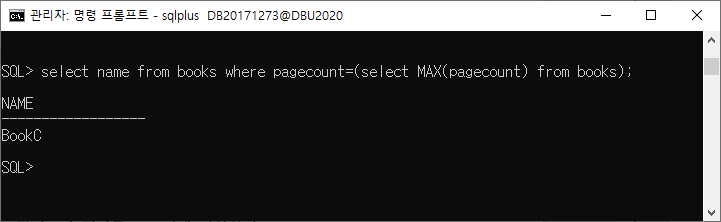 관리자: 명령 프롬프트 - sqlplus DB20171273@DBU2020
SQL> select name from books where pagecount=(select MAX(pagecount) from books);
NAME
------------------
BookC
SQL>